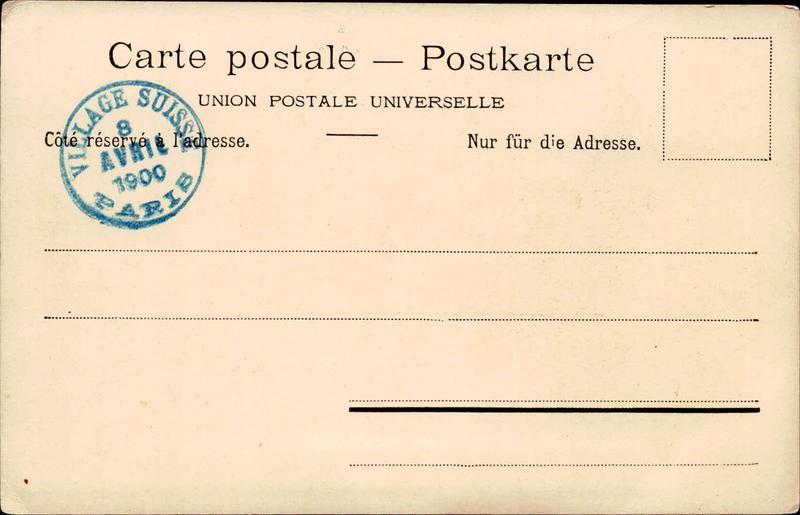 Carte postale — Postkarte
UNION POSTALE UNIVERSELLE
Côté réservé à l'adresse.
Nur für die Adresse.
VILLAGE SUISSE
8
AVRIL
1900
PARIS